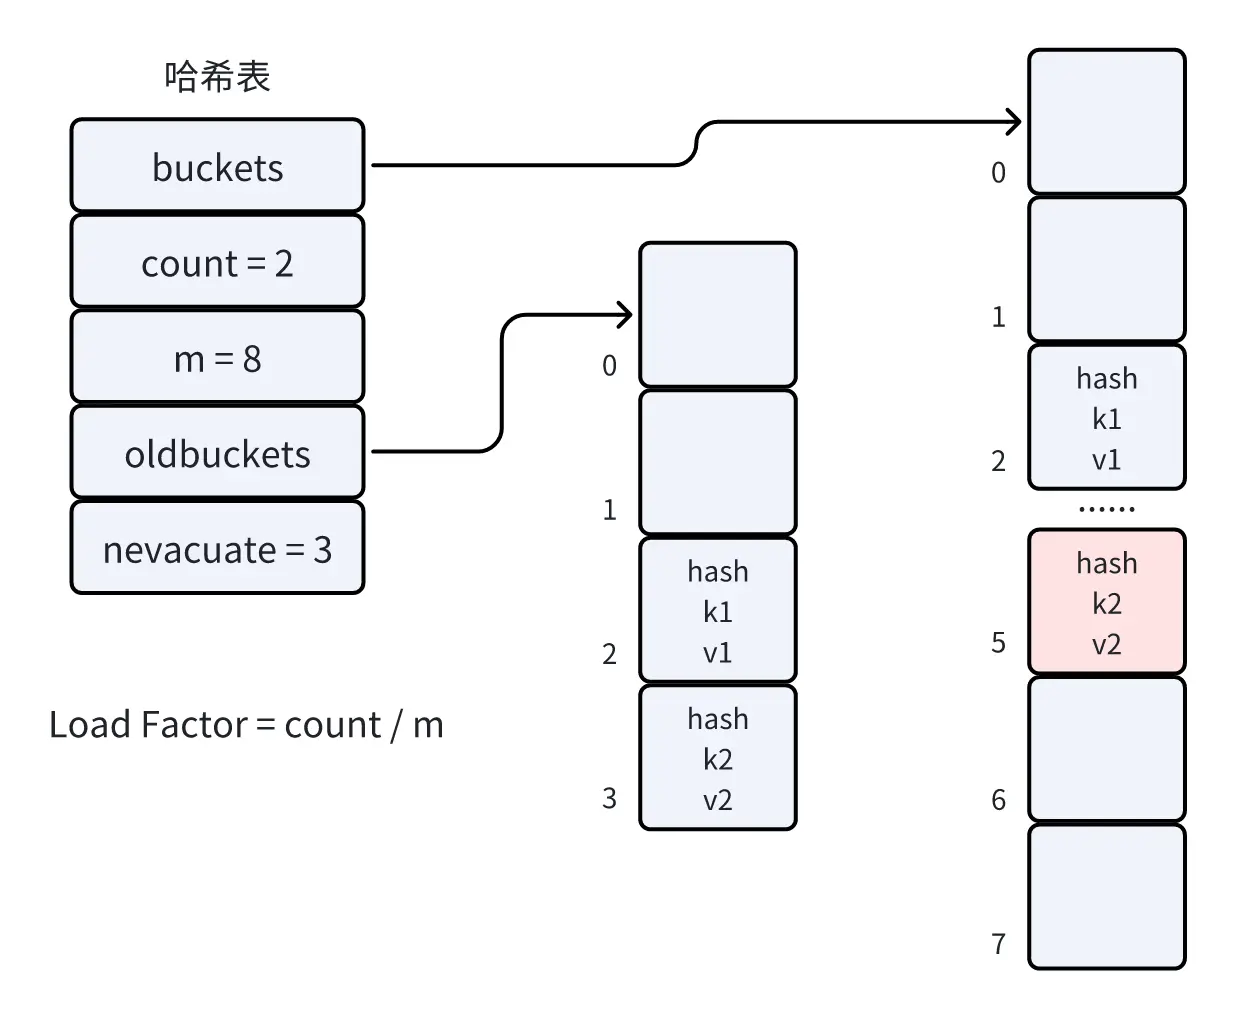 哈希表
buckets
count = 2
m = 8
oldbuckets
nevacuate = 3
Load Factor = count / m
0
1
hash
k1
v1
2
hash
k2
v2
3
0
1
hash
k1
v1
2
······
hash
k2
v2
5
6
7